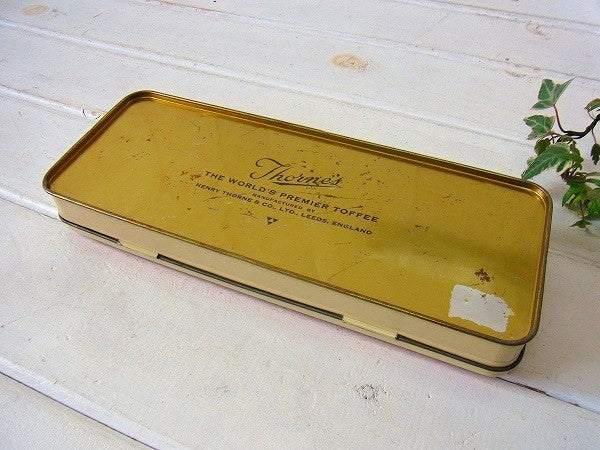 Thorne's
THE WORLD'S PREMIER TOFFEE
MANUFACTURED BY
HENRY THORNE & CO., LTD., LEEDS, ENGLAND